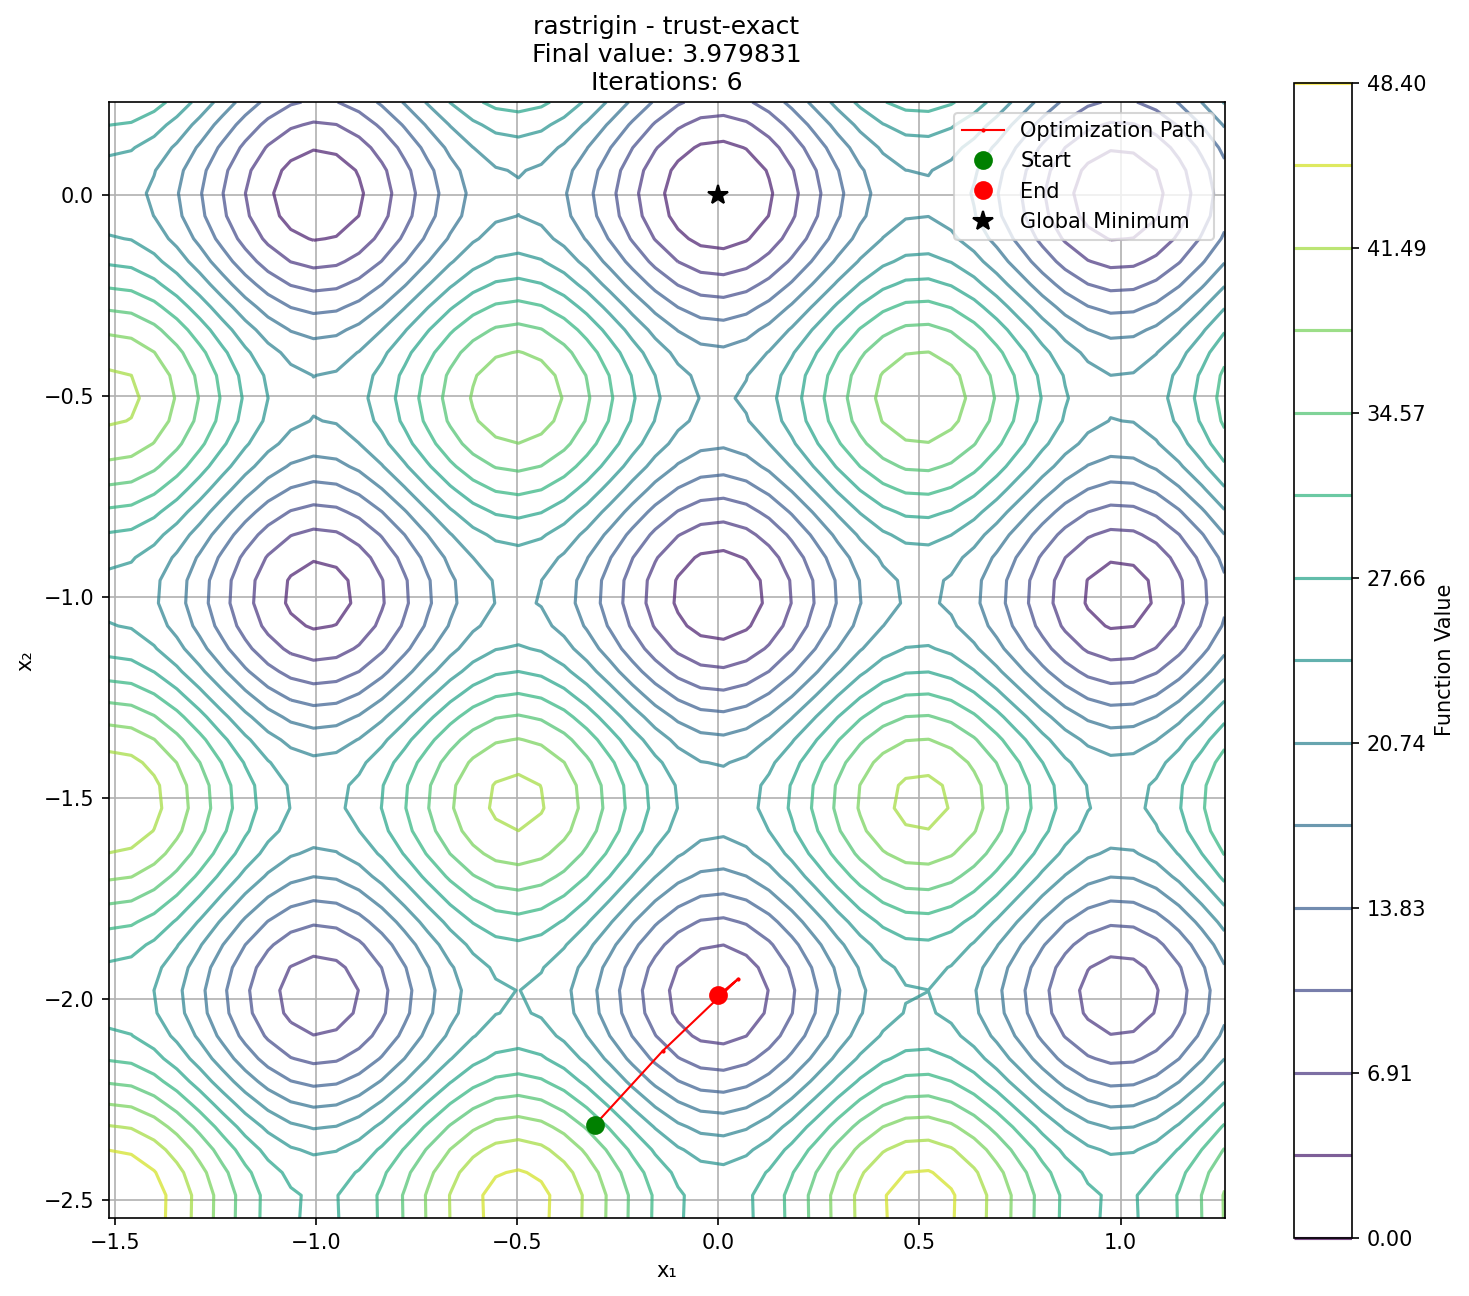 rastrigin - trust-exact
Final value: 3.979831
Iterations: 6
Optimization Path
Start
End
Global Minimum
0.0
−0.5
−1.0
−1.5
−2.0
−2.5
x₂
−1.5
−1.0
−0.5
0.0
0.5
1.0
x₁
48.40
41.49
34.57
27.66
20.74
13.83
6.91
0.00
Function Value